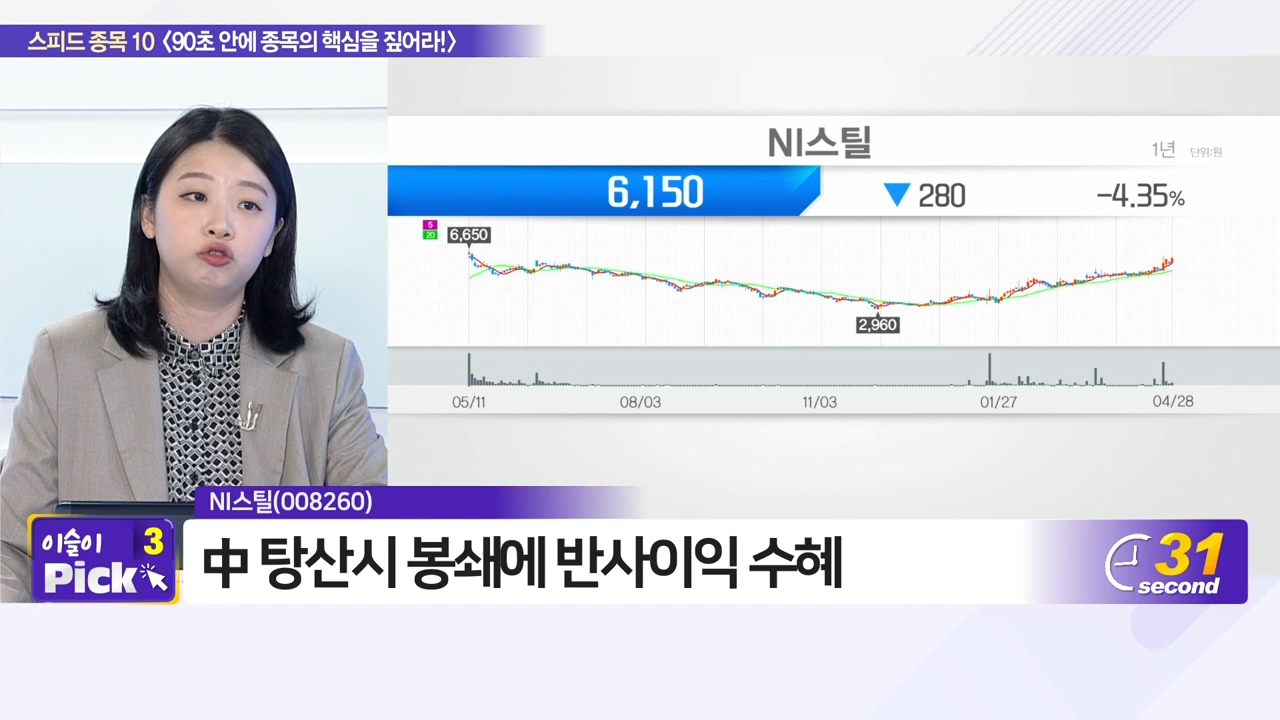 스피드 종목 10 〈90초 안에 종목의 핵심을 짚어라!〉
NI스틸
1년 단위:원
6,150 ▼ 280 -4.35%
5
20
6,650
2,960
05/11 08/03 11/03 01/27 04/28
NI스틸(008260)
이슬이 3
Pick
中 탕산시 봉쇄에 반사이익 수혜
31
second